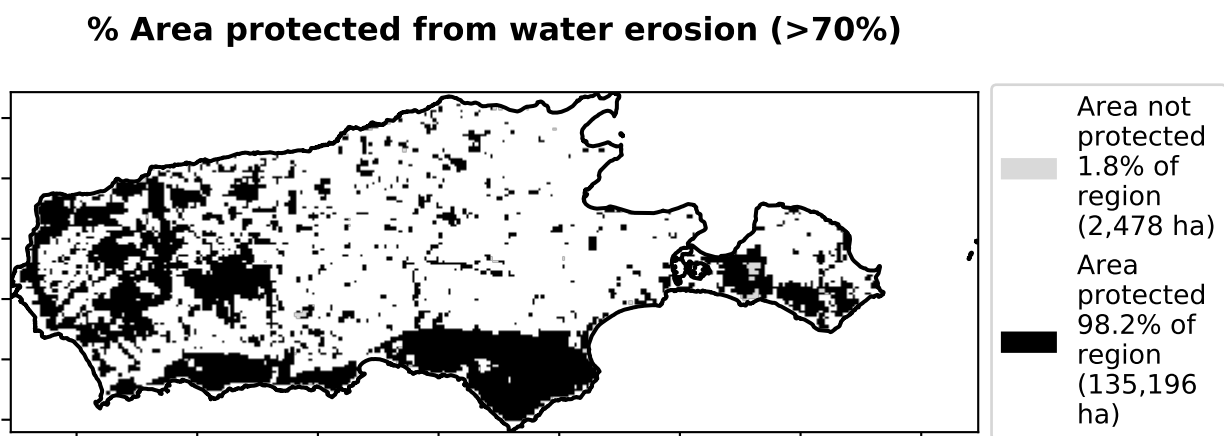 % Area protected from water erosion (>70%)
Area not
protected
1.8% of
region
(2,478 ha)
Area
protected
98.2% of
region
(135,196
ha)